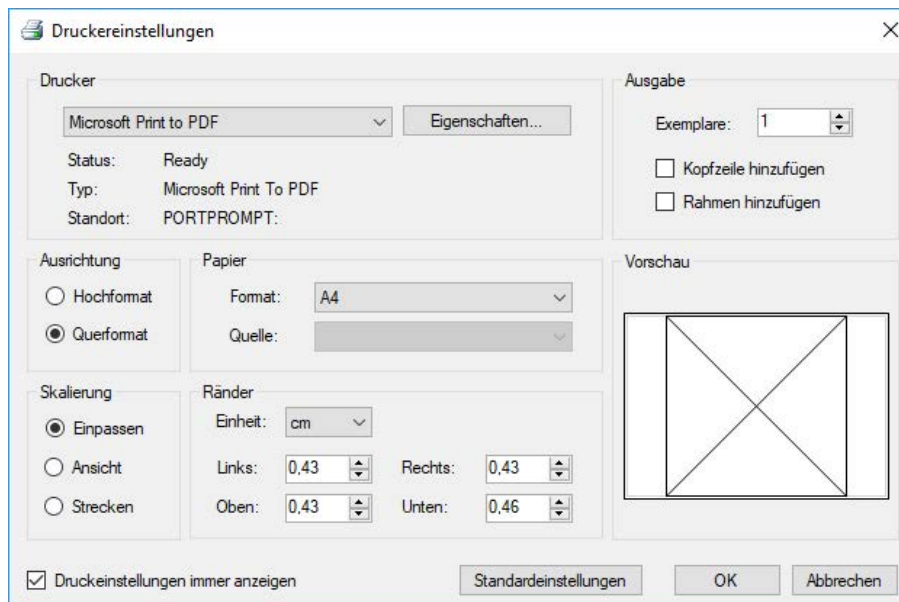 Druckereinstellungen
Drucker
Microsoft Print to PDF
Eigenschaften...
Status: Ready
Typ: Microsoft Print To PDF
Standort: PORTPROMPT:
Ausgabe
Exemplare: 1
Kopfzeile hinzufügen
Rahmen hinzufügen
Ausrichtung
Hochformat
Querformat
Papier
Format: A4
Quelle:
Vorschau
Skalierung
Einpassen
Ansicht
Strecken
Ränder
Einheit: cm
Links: 0,43 Rechts: 0,43
Oben: 0,43 Unten: 0,46
Druckeinstellungen immer anzeigen
Standardeinstellungen
OK
Abbrechen